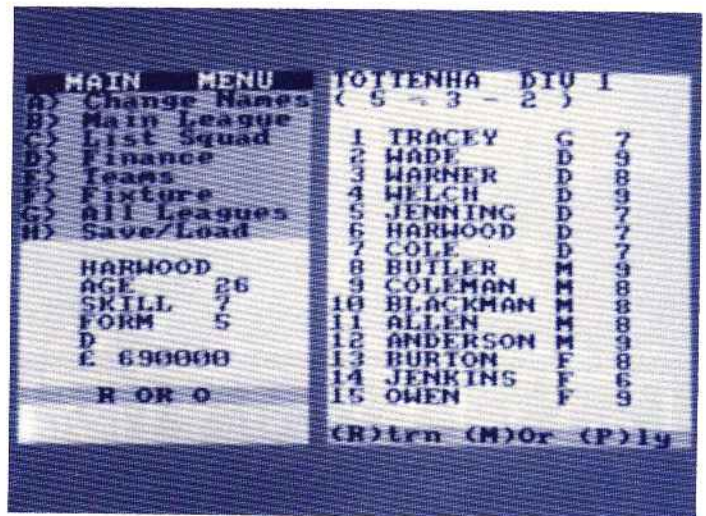 MAIN MENU
A) Change Names
B) Main League
C) List Squad
D) Finance
E) Teams
F) Fixture
G) All Leagues
H) Save/Load
HARWOOD
AGE 26
SKILL 7
FORM 5
D
£ 690000
R OR O
TOTTENHA DIV 1
( 5 - 3 - 2 )
1 TRACEY G 7
2 WADE D 9
3 WARNER D 8
4 WELCH D 9
5 JENNING D 7
6 HARWOOD D 7
7 COLE D 7
8 BUTLER M 9
9 COLEMAN M 8
10 BLACKMAN M 8
11 ALLEN M 8
12 ANDERSON M 9
13 BURTON F 8
14 JENKINS F 6
15 OWEN F 9
(R)trn (M)Or (P)ly